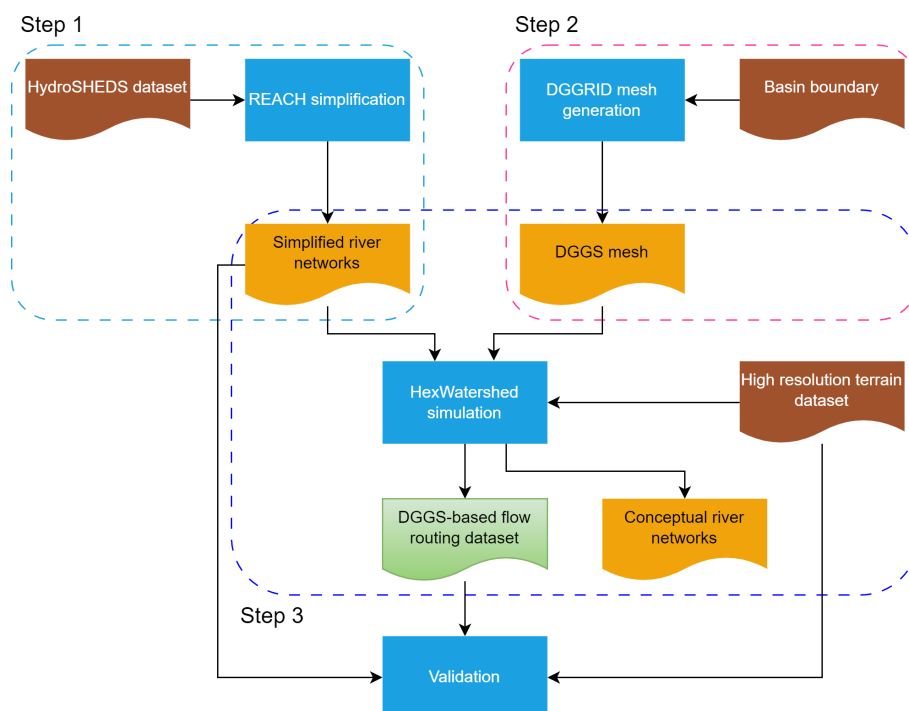 Step 1
Step 2
HydroSHEDS dataset
REACH simplification
DGGRID mesh
generation
Basin boundary
Simplified river
networks
DGGS mesh
HexWatershed
simulation
High resolution terrain
dataset
DGGS-based flow
routing dataset
Conceptual river
networks
Step 3
Validation